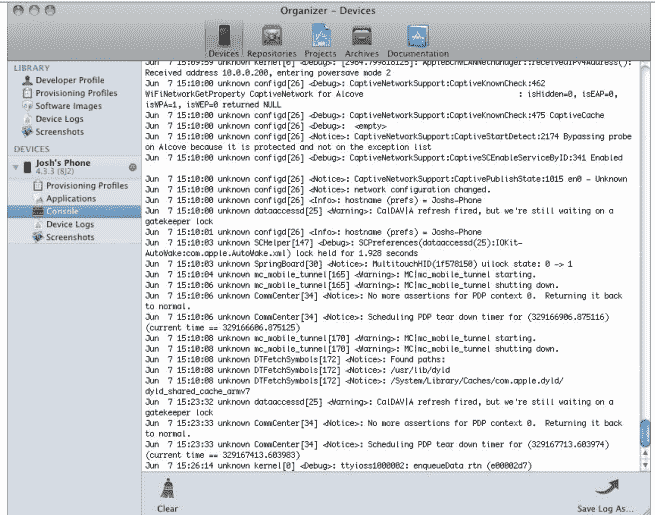 Organizer - Devices
Devices Repositories Projects Archives Documentation
LIBRARY
Developer Profile
Provisioning Profiles
Software Images
Device Logs
Screenshots
DEVICES
Josh's Phone
4.3.3 (8J2)
Provisioning Profiles
Applications
Console
Device Logs
Screenshots
Jun 7 15:09:59 unknown kernel[0] <Debug>: [2964.799616125]: AppleBCMWLANNetManager::receivedIPv4Address():
Received address 10.0.0.200, entering powersave mode 2
Jun 7 15:10:00 unknown configd[26] <Debug>: CaptiveNetworkSupport:CaptiveKnownCheck:462
WiFiNetworkGetProperty CaptiveNetwork for Alcove : isHidden=0, isEAP=0,
isWPA=1, isWEP=0 returned NULL
Jun 7 15:10:00 unknown configd[26] <Debug>: CaptiveNetworkSupport:CaptiveKnownCheck:475 CaptiveCache
Jun 7 15:10:00 unknown configd[26] <Debug>: <empty>
Jun 7 15:10:00 unknown configd[26] <Notice>: CaptiveNetworkSupport:CaptiveStartDetect:2174 Bypassing probe
on Alcove because it is protected and not on the exception list
Jun 7 15:10:00 unknown configd[26] <Debug>: CaptiveNetworkSupport:CaptiveSCEnableServiceByID:341 Enabled
Jun 7 15:10:00 unknown configd[26] <Notice>: CaptiveNetworkSupport:CaptivePublishState:1015 en0 - Unknown
Jun 7 15:10:00 unknown configd[26] <Notice>: network configuration changed.
Jun 7 15:10:00 unknown configd[26] <Info>: hostname (prefs) = Joshs-Phone
Jun 7 15:10:00 unknown dataaccessd[25] <Warning>: CalDAV|A refresh fired, but we're still waiting on a
gatekeeper lock
Jun 7 15:10:01 unknown configd[26] <Info>: hostname (prefs) = Joshs-Phone
Jun 7 15:10:03 unknown SCHelper[147] <Debug>: SCPreferences(dataaccessd(25):IOKit-
AutoWake:com.apple.AutoWake.xml) lock held for 1.928 seconds
Jun 7 15:10:03 unknown SpringBoard[30] <Notice>: MultitouchHID(1f578150) uilock state: 0 -> 1
Jun 7 15:10:04 unknown mc_mobile_tunnel[165] <Warning>: MC|mc_mobile_tunnel starting.
Jun 7 15:10:06 unknown mc_mobile_tunnel[165] <Warning>: MC|mc_mobile_tunnel shutting down.
Jun 7 15:10:06 unknown CommCenter[34] <Notice>: No more assertions for PDP context 0. Returning it back
to normal.
Jun 7 15:10:06 unknown CommCenter[34] <Notice>: Scheduling PDP tear down timer for (329166906.875116)
(current time == 329166606.875125)
Jun 7 15:10:08 unknown mc_mobile_tunnel[170] <Warning>: MC|mc_mobile_tunnel starting.
Jun 7 15:10:08 unknown mc_mobile_tunnel[170] <Warning>: MC|mc_mobile_tunnel shutting down.
Jun 7 15:10:08 unknown DTFetchSymbols[172] <Notice>: Found paths:
Jun 7 15:10:08 unknown DTFetchSymbols[172] <Notice>: /usr/lib/dyld
Jun 7 15:10:08 unknown DTFetchSymbols[172] <Notice>: /System/Library/Caches/com.apple.dyld/
dyld_shared_cache_armv7
Jun 7 15:23:32 unknown dataaccessd[25] <Warning>: CalDAV|A refresh fired, but we're still waiting on a
gatekeeper lock
Jun 7 15:23:33 unknown CommCenter[34] <Notice>: No more assertions for PDP context 0. Returning it back
to normal.
Jun 7 15:23:33 unknown CommCenter[34] <Notice>: Scheduling PDP tear down timer for (329167713.603974)
(current time == 329167413.603983)
Jun 7 15:26:14 unknown kernel[0] <Debug>: ttyioss1000002: enqueueData rtn (e00002d7)
Clear
Save Log As...